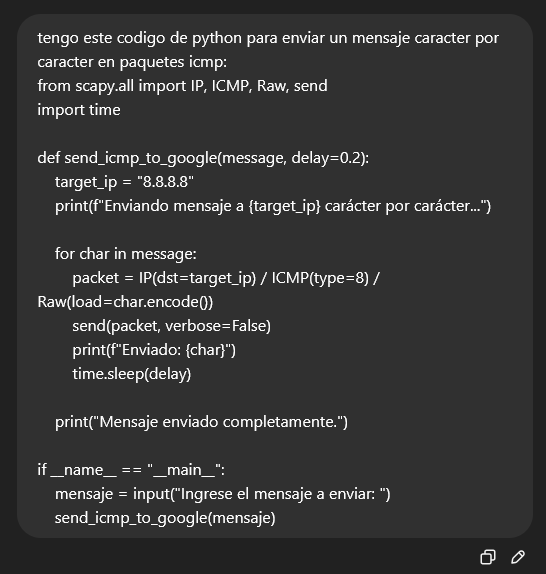 tengo este codigo de python para enviar un mensaje caracter por
caracter en paquetes icmp:
from scapy.all import IP, ICMP, Raw, send
import time

def send_icmp_to_google(message, delay=0.2):
    target_ip = "8.8.8.8"
    print(f"Enviando mensaje a {target_ip} carácter por carácter...")

    for char in message:
        packet = IP(dst=target_ip) / ICMP(type=8) /
Raw(load=char.encode())
        send(packet, verbose=False)
        print(f"Enviado: {char}")
        time.sleep(delay)

    print("Mensaje enviado completamente.")

if __name__ == "__main__":
    mensaje = input("Ingrese el mensaje a enviar: ")
    send_icmp_to_google(mensaje)